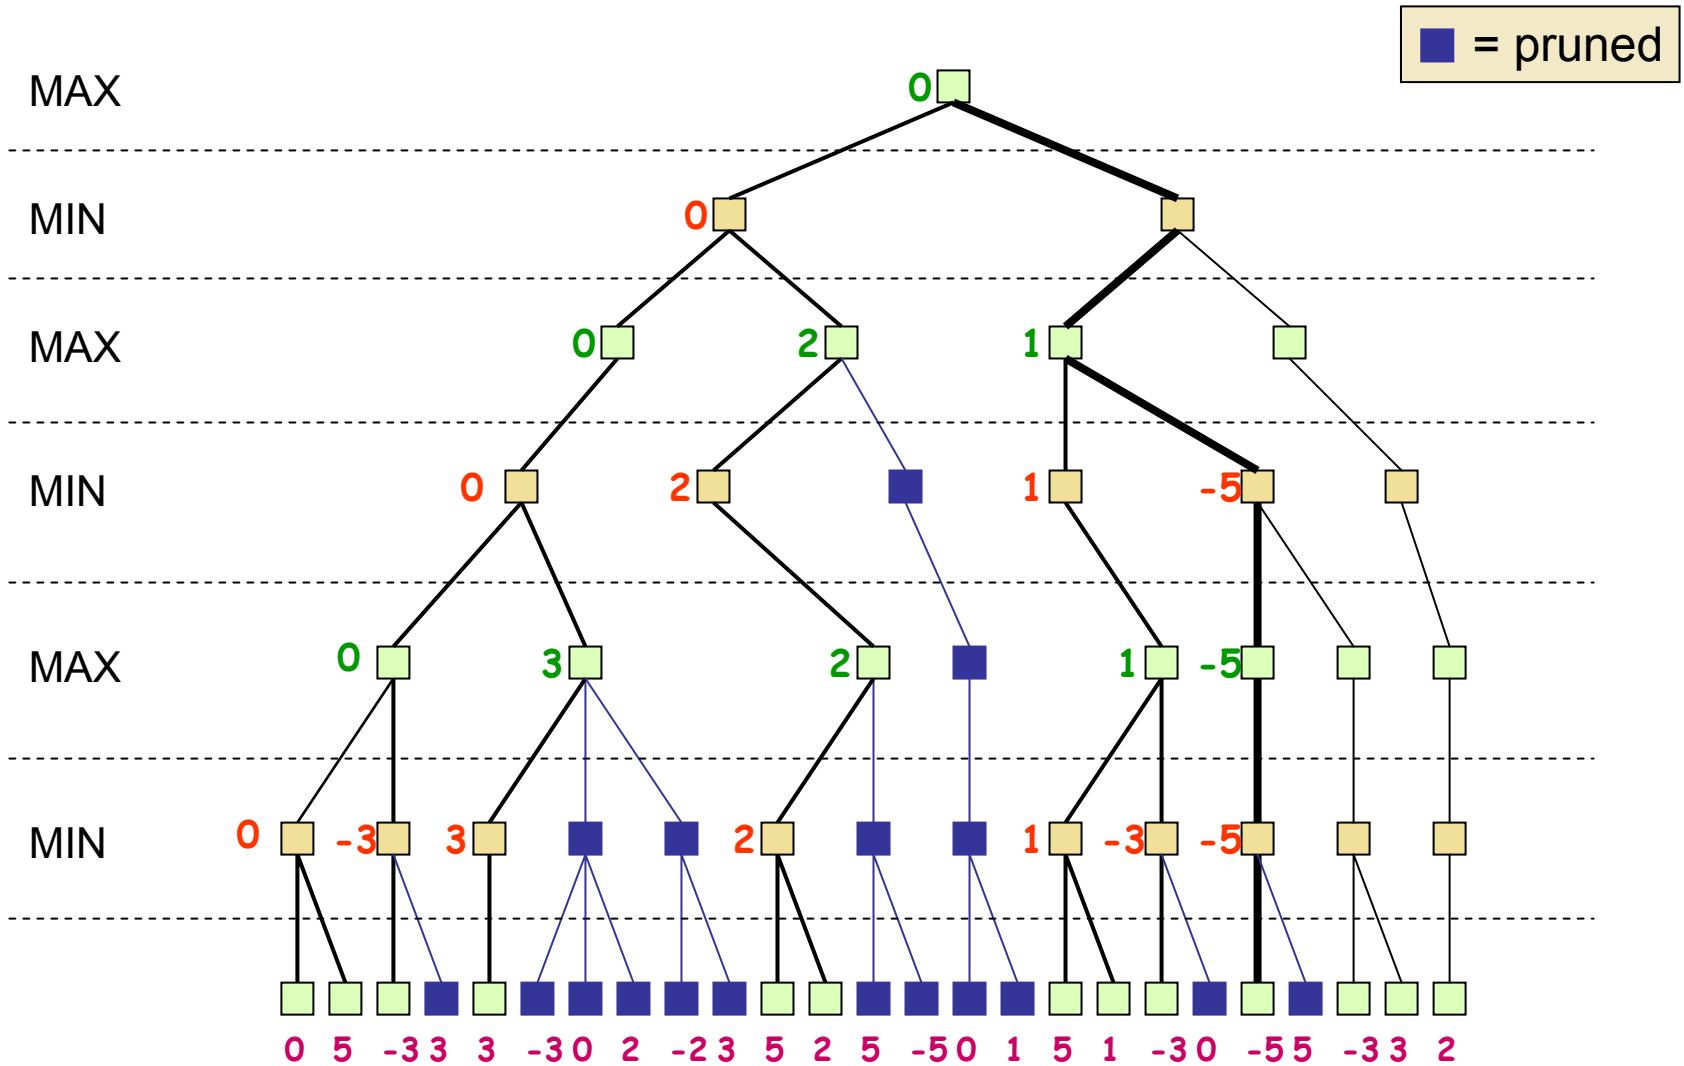 = pruned
MAX 0
MIN 0
MAX 0 2 1
MIN 0 2 1 -5
MAX 0 3 2 1 -5
MIN 0 -3 3 2 1 -3 -5
0 5 -3 3 3 -3 0 2 -2 3 5 2 5 -5 0 1 5 1 -3 0 -5 5 -3 3 2